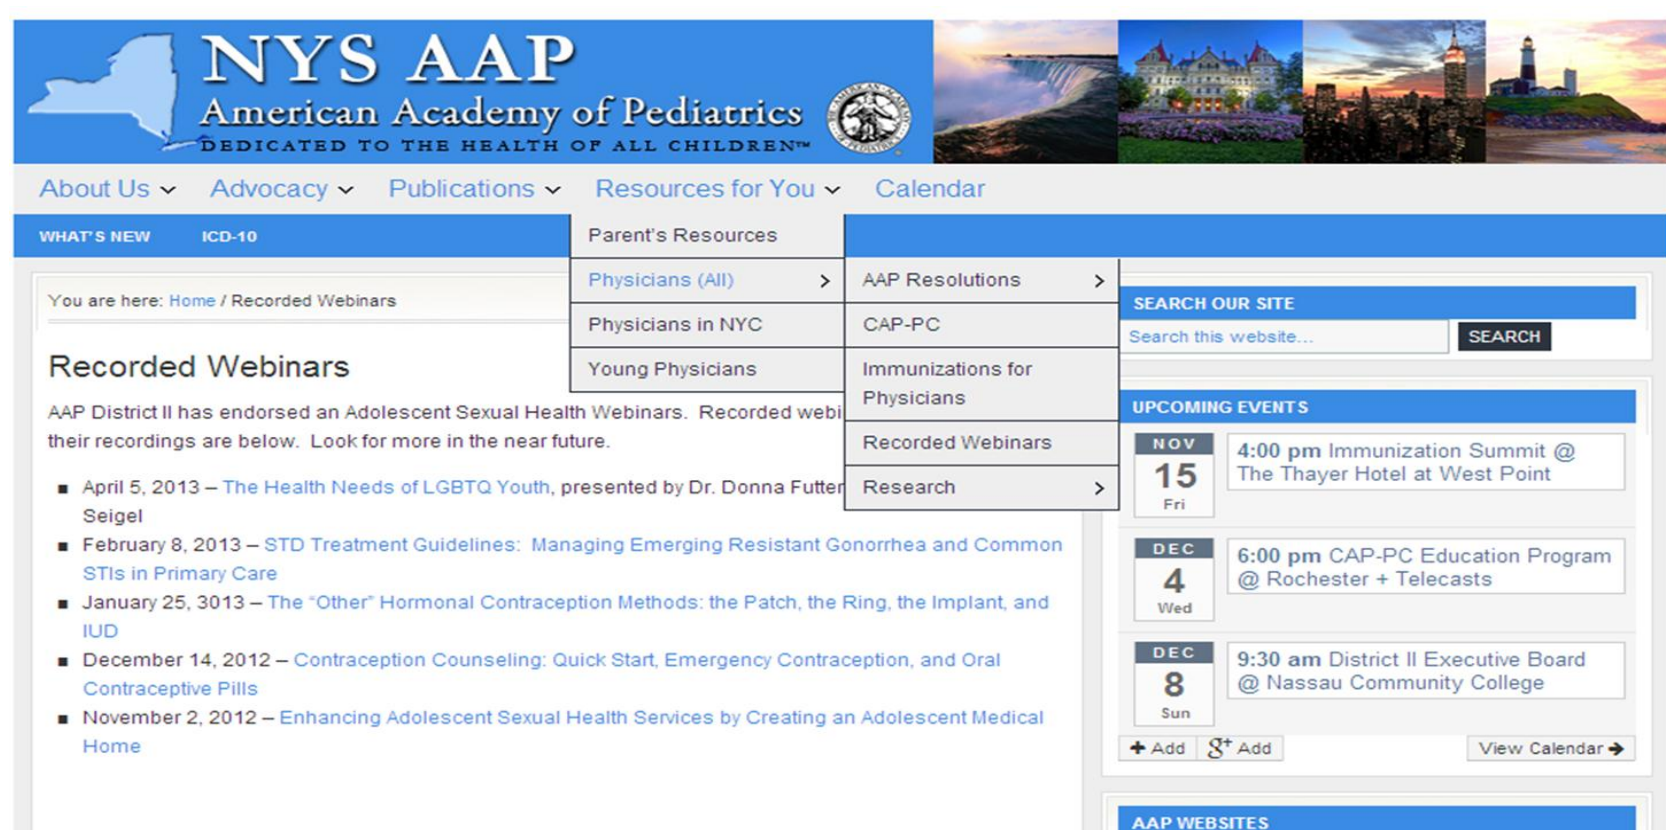 NYS AAP
American Academy of Pediatrics
DEDICATED TO THE HEALTH OF ALL CHILDREN™
About Us Advocacy Publications Resources for You Calendar
WHAT'S NEW ICD-10
Parent's Resources
Physicians (All)
Physicians in NYC
Young Physicians
AAP Resolutions
CAP-PC
Immunizations for
Physicians
Recorded Webinars
Research
You are here: Home / Recorded Webinars
Recorded Webinars
AAP District II has endorsed an Adolescent Sexual Health Webinars. Recorded webi
their recordings are below. Look for more in the near future.
April 5, 2013 – The Health Needs of LGBTQ Youth, presented by Dr. Donna Futter
Seigel
February 8, 2013 – STD Treatment Guidelines: Managing Emerging Resistant Gonorrhea and Common
STIs in Primary Care
January 25, 3013 – The “Other” Hormonal Contraception Methods: the Patch, the Ring, the Implant, and
IUD
December 14, 2012 – Contraception Counseling: Quick Start, Emergency Contraception, and Oral
Contraceptive Pills
November 2, 2012 – Enhancing Adolescent Sexual Health Services by Creating an Adolescent Medical
Home
SEARCH OUR SITE
Search this website... SEARCH
UPCOMING EVENTS
NOV
15
Fri
4:00 pm Immunization Summit @
The Thayer Hotel at West Point
DEC
4
Wed
6:00 pm CAP-PC Education Program
@ Rochester + Telecasts
DEC
8
Sun
9:30 am District II Executive Board
@ Nassau Community College
+ Add g+ Add View Calendar
AAP WEBSITES